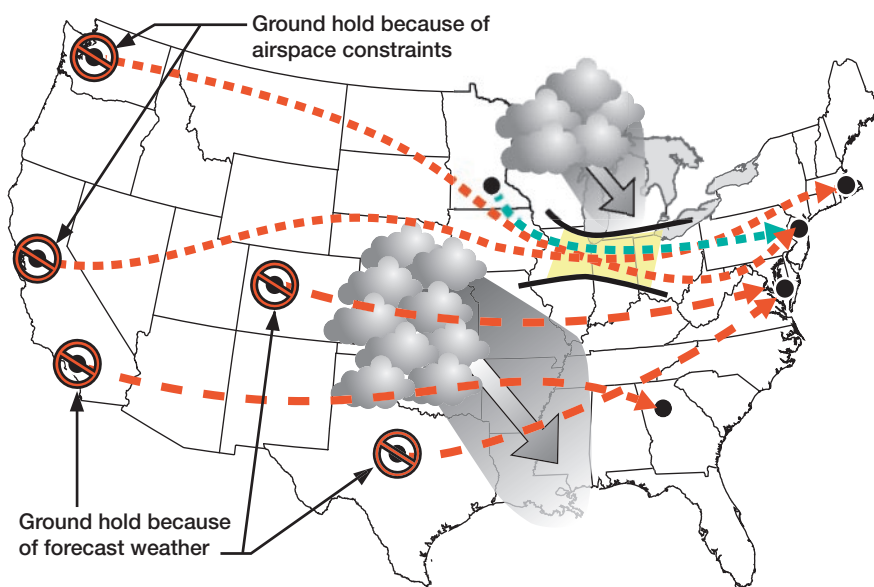 Ground hold because of
airspace constraints
Ground hold because
of forecast weather